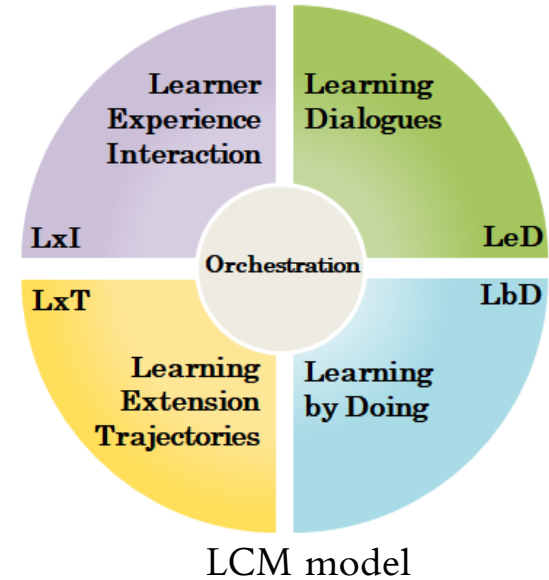 Learner
Experience
Interaction
LxI
Learning
Dialogues
LeD
Orchestration
LxT
Learning
Extension
Trajectories
LbD
Learning
by Doing
LCM model